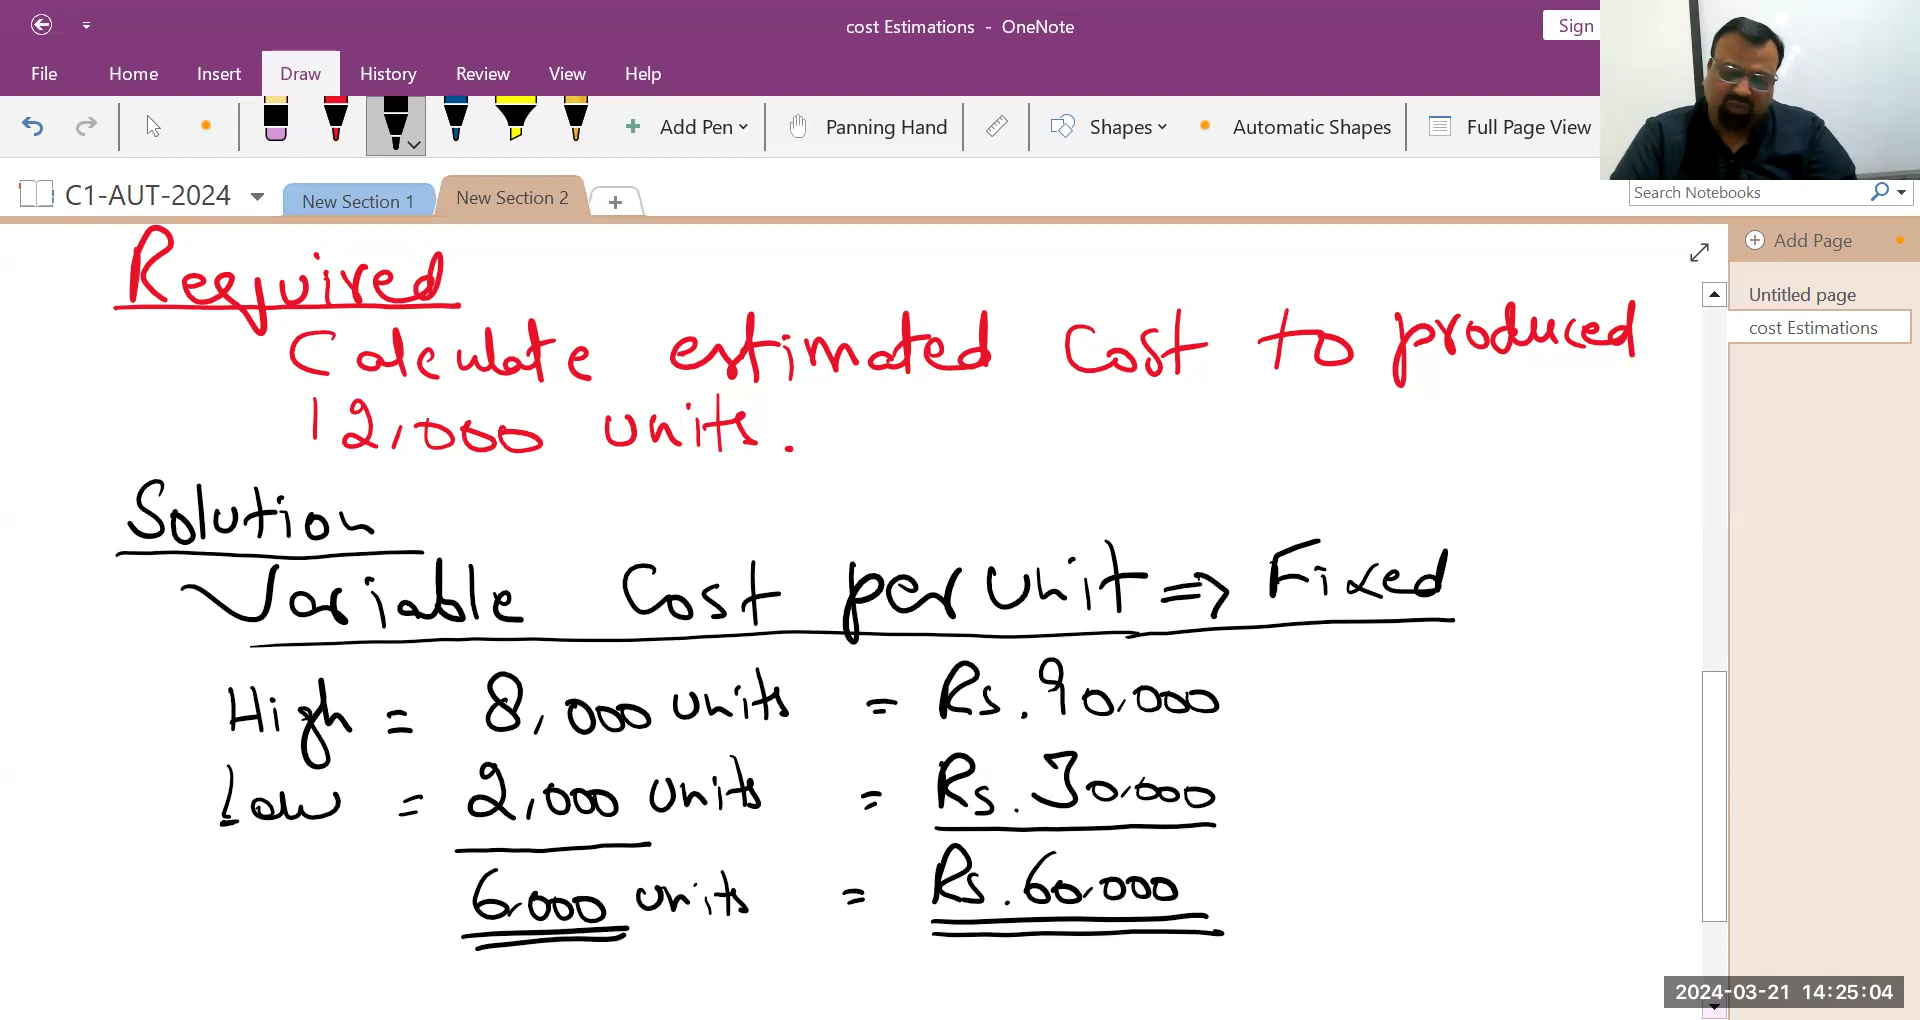 cost Estimations - OneNote
Sign
File Home Insert Draw History Review View Help
Add Pen Panning Hand Shapes Automatic Shapes Full Page View
C1-AUT-2024 New Section 1 New Section 2 +
Search Notebooks
Add Page
Untitled page
cost Estimations
Required
Calculate estimated cost to produced
12,000 units.
Solution
Variable Cost per unit => Fixed
High = 8,000 units = Rs.90,000
Low = 2,000 units = Rs.30,000
6,000 units = Rs.60,000
2024-03-21 14:25:04